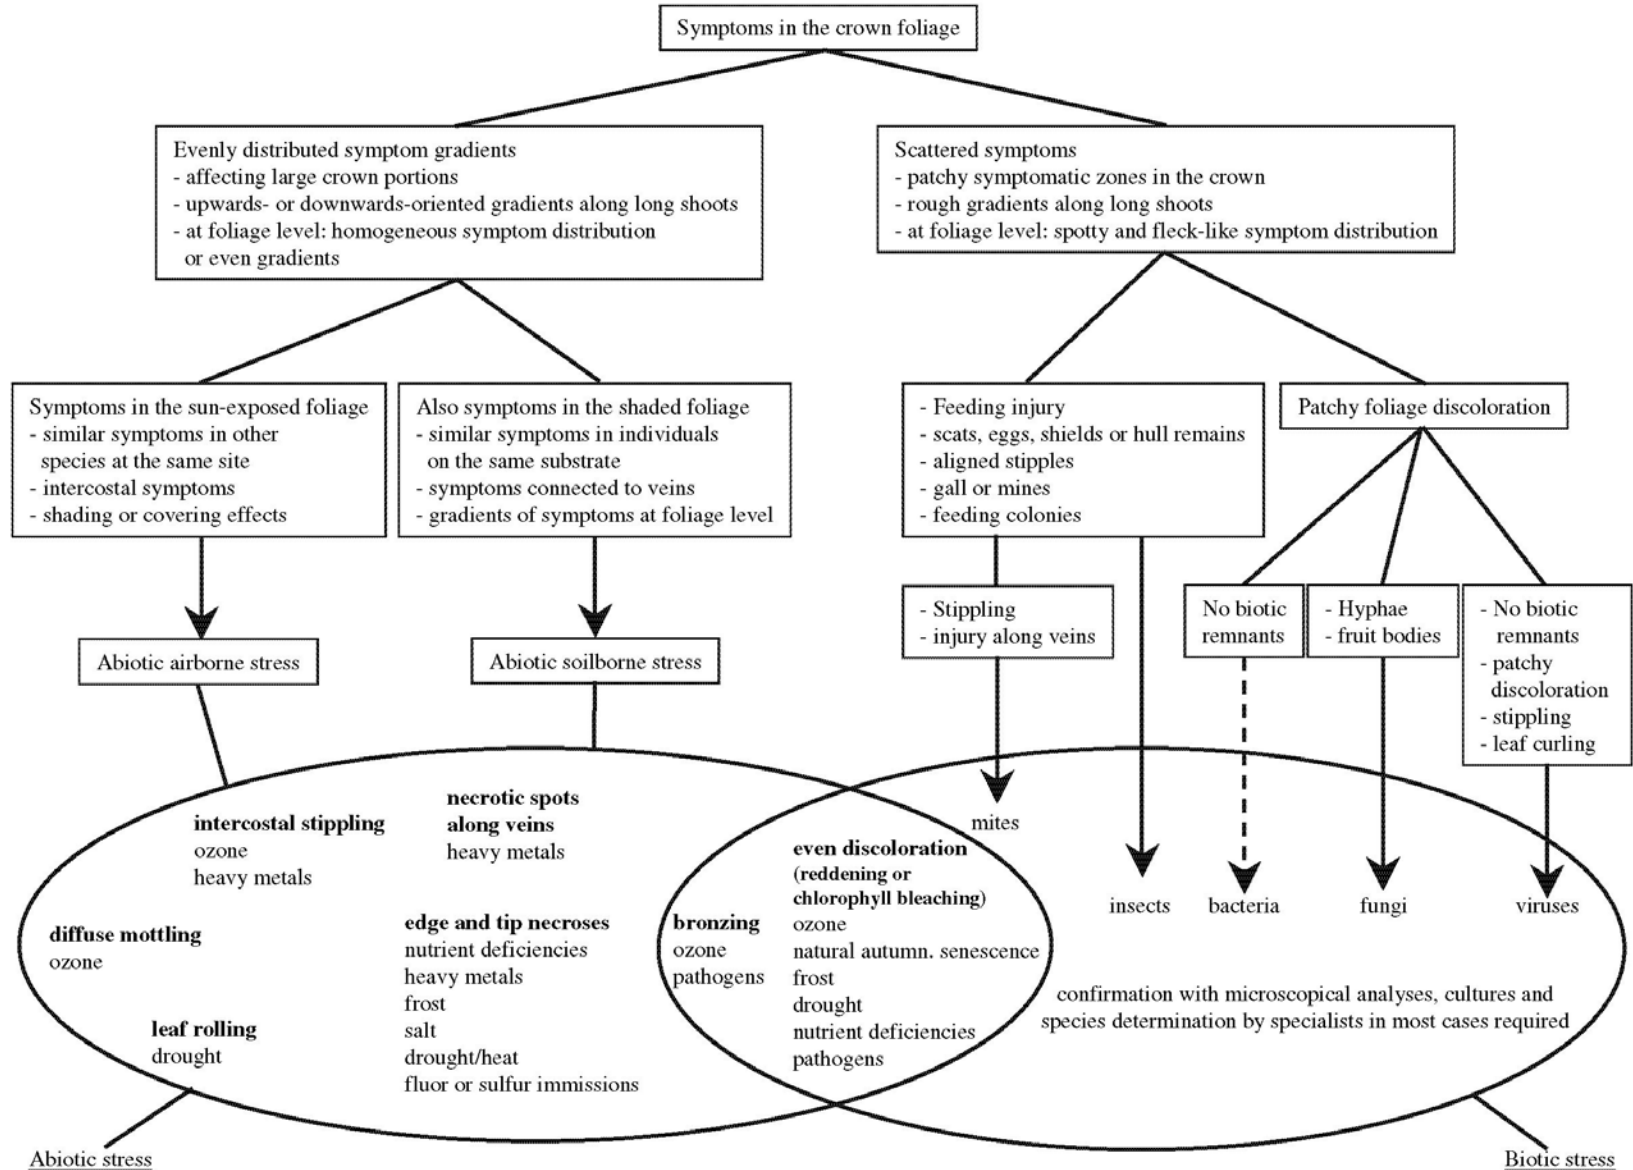 Symptoms in the crown foliage
Evenly distributed symptom gradients
- affecting large crown portions
- upwards- or downwards-oriented gradients along long shoots
- at foliage level: homogeneous symptom distribution
or even gradients
Scattered symptoms
- patchy symptomatic zones in the crown
- rough gradients along long shoots
- at foliage level: spotty and fleck-like symptom distribution
Symptoms in the sun-exposed foliage
- similar symptoms in other
species at the same site
- intercostal symptoms
- shading or covering effects
Also symptoms in the shaded foliage
- similar symptoms in individuals
on the same substrate
- symptoms connected to veins
- gradients of symptoms at foliage level
- Feeding injury
- scats, eggs, shields or hull remains
- aligned stipples
- gall or mines
- feeding colonies
Patchy foliage discoloration
Abiotic airborne stress
Abiotic soilborne stress
- Stippling
- injury along veins
No biotic
remnants
- Hyphae
- fruit bodies
- No biotic
remnants
- patchy
discoloration
- stippling
- leaf curling
intercostal stippling
ozone
heavy metals
necrotic spots
along veins
heavy metals
diffuse mottling
ozone
edge and tip necroses
nutrient deficiencies
heavy metals
frost
salt
drought/heat
fluor or sulfur immissions
leaf rolling
drought
bronzing
ozone
pathogens
even discoloration
(reddening or
chlorophyll bleaching)
ozone
natural autumn. senescence
frost
drought
nutrient deficiencies
pathogens
mites
insects
bacteria
fungi
viruses
confirmation with microscopical analyses, cultures and
species determination by specialists in most cases required
Abiotic stress
Biotic stress